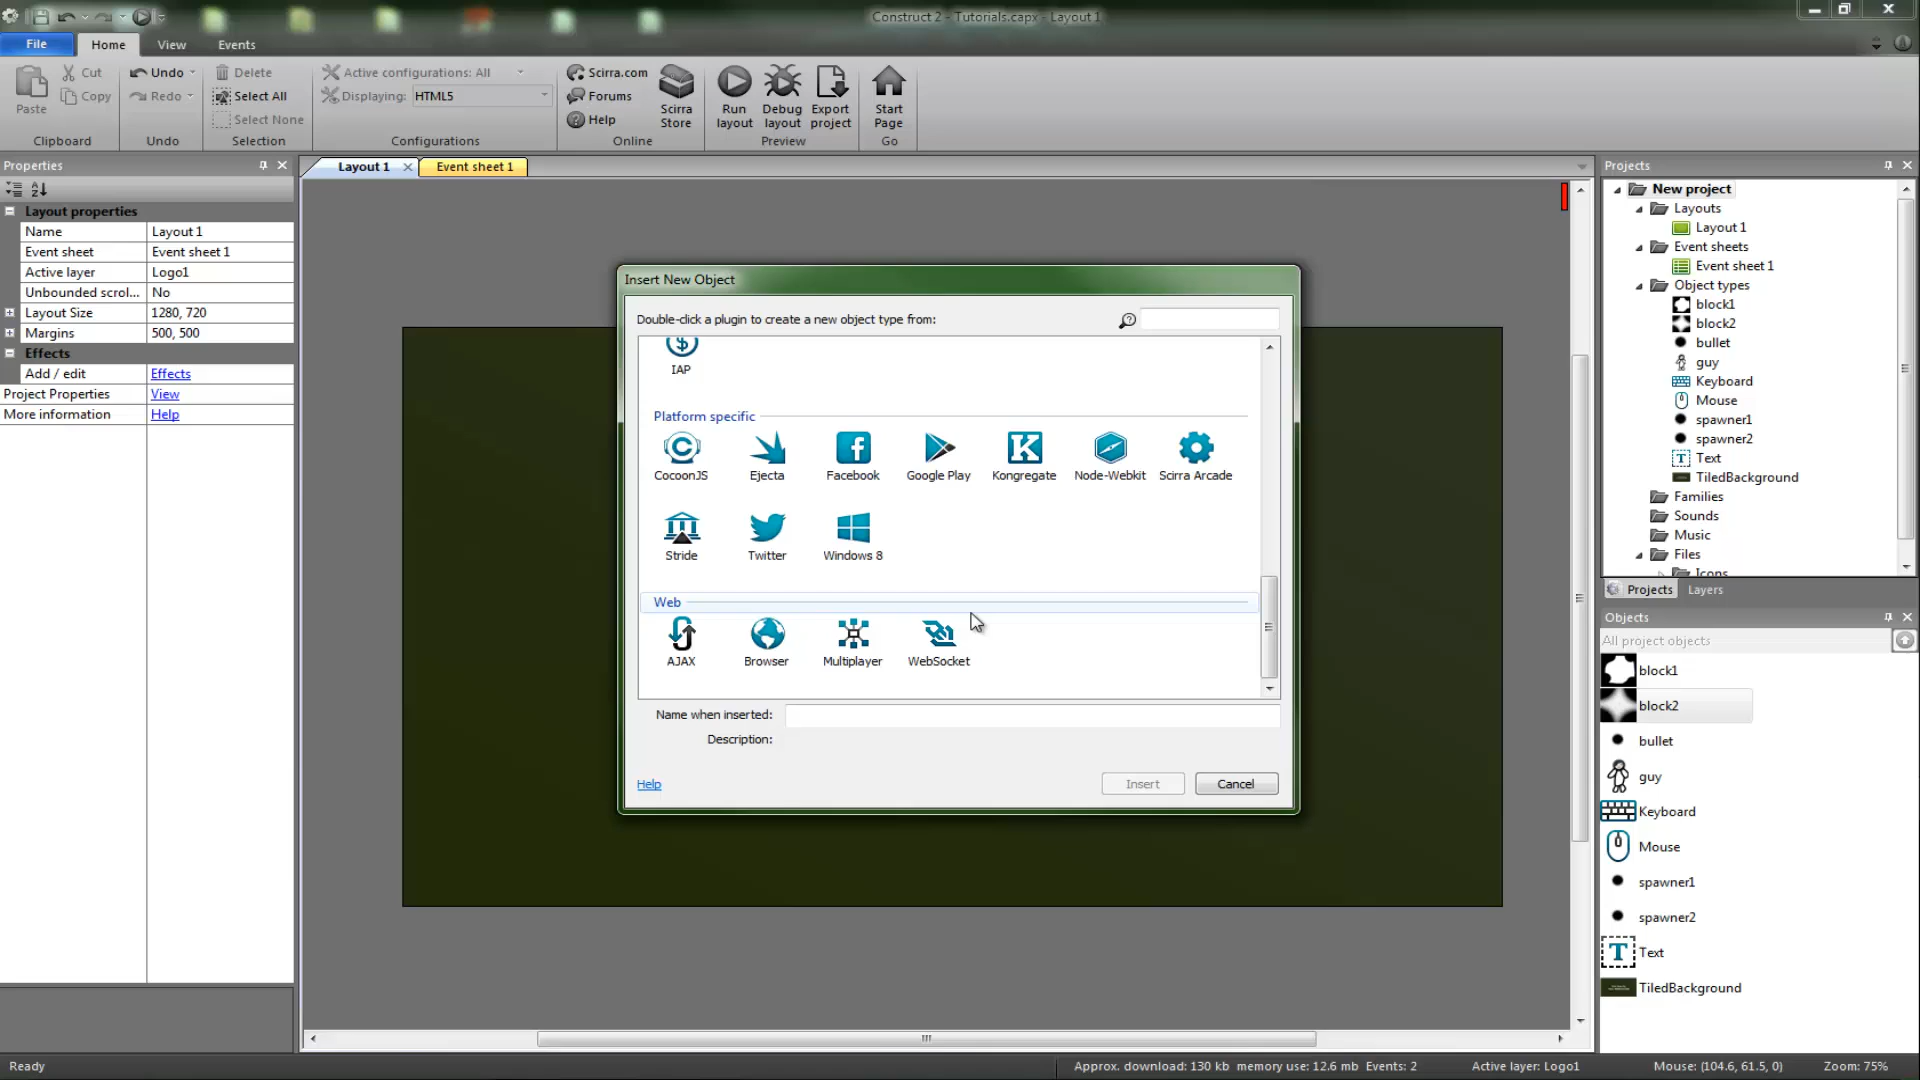 Construct 2 - Tutorials.capx - Layout 1
File
Home
View
Events
Paste
Cut
Copy
Clipboard
Undo
Redo
Undo
Delete
Select All
Select None
Selection
Active configurations: All
Displaying: HTML5
Configurations
Scirra.com
Forums
Help
Scirra Store
Online
Run layout
Debug layout
Export project
Preview
Start Page
Go
Properties
Layout properties
Name Layout 1
Event sheet Event sheet 1
Active layer Logo1
Unbounded scrol... No
Layout Size 1280, 720
Margins 500, 500
Effects
Add / edit Effects
Project Properties View
More information Help
Layout 1
Event sheet 1
Insert New Object
Double-click a plugin to create a new object type from:
IAP
Platform specific
CocoonJS Ejecta Facebook Google Play Kongregate Node-Webkit Scirra Arcade
Stride Twitter Windows 8
Web
AJAX Browser Multiplayer WebSocket
Name when inserted:
Description:
Help
Insert
Cancel
Projects
New project
Layouts
Layout 1
Event sheets
Event sheet 1
Object types
block1
block2
bullet
guy
Keyboard
Mouse
spawner1
spawner2
Text
TiledBackground
Families
Sounds
Music
Files
Icons
Projects
Layers
Objects
All project objects
block1
block2
bullet
guy
Keyboard
Mouse
spawner1
spawner2
Text
TiledBackground
Ready
Approx. download: 130 kb memory use: 12.6 mb Events: 2
Active layer: Logo1
Mouse: (104.6, 61.5, 0)
Zoom: 75%